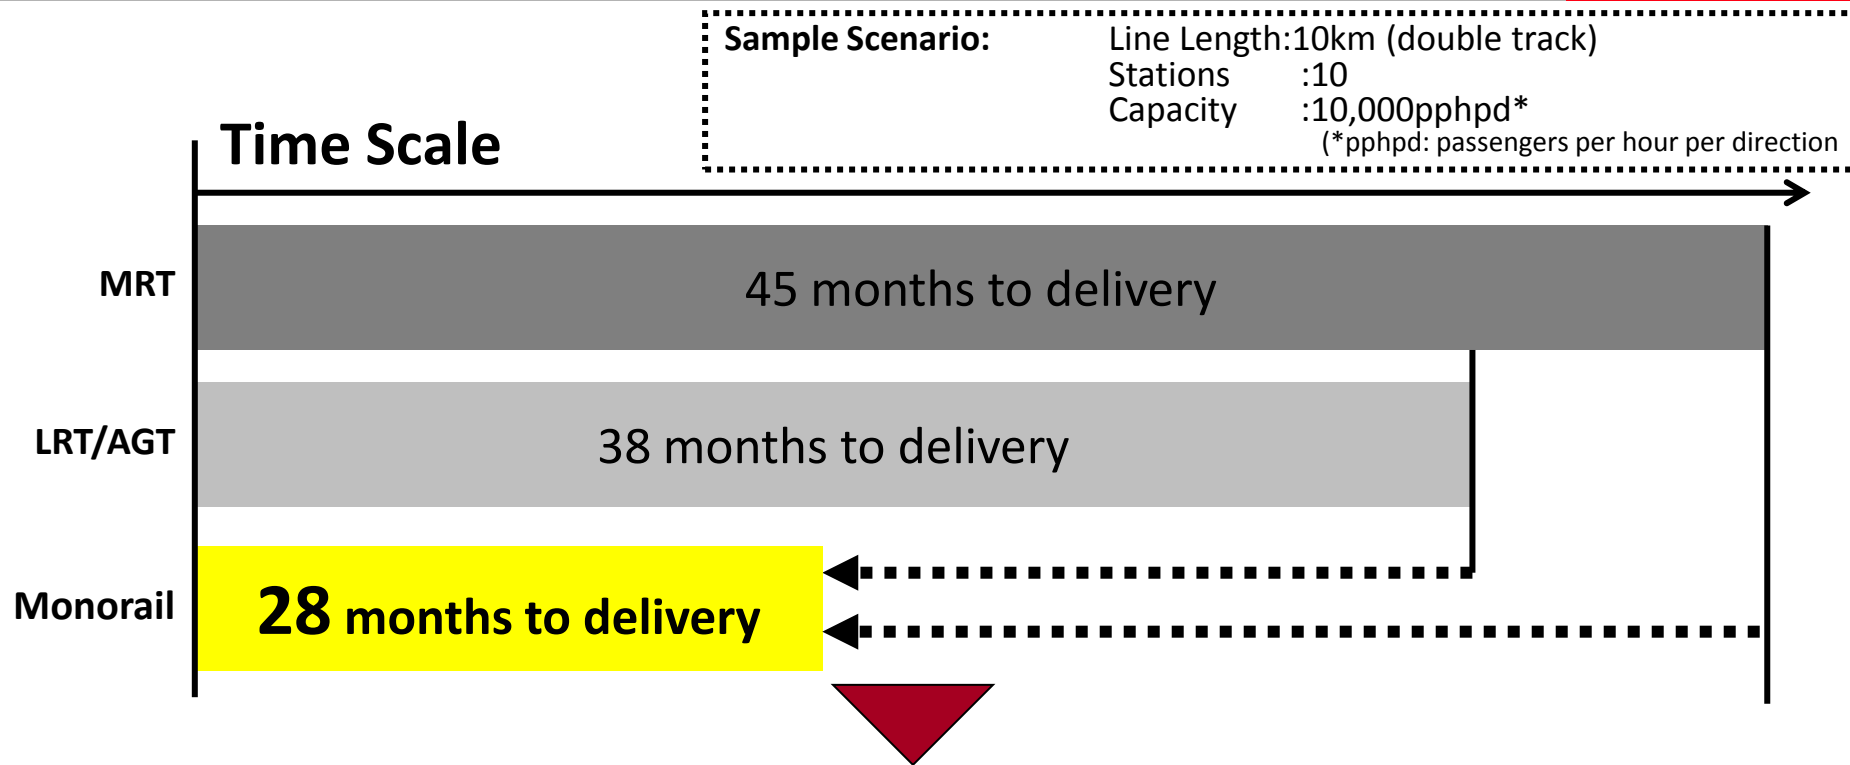 Sample Scenario: Line Length:10km (double track)
Stations :10
Capacity :10,000pphpd*
(*pphpd: passengers per hour per direction
Time Scale
MRT 45 months to delivery
LRT/AGT 38 months to delivery
Monorail 28 months to delivery